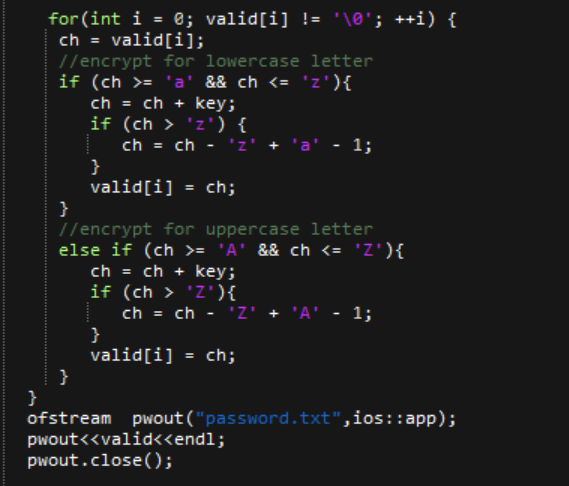 for(int i = 0; valid[i] != '\0'; ++i) {
ch = valid[i];
//encrypt for lowercase letter
if (ch >= 'a' && ch <= 'z'){
ch = ch + key;
if (ch > 'z') {
ch = ch - 'z' + 'a' - 1;
}
valid[i] = ch;
}
//encrypt for uppercase letter
else if (ch >= 'A' && ch <= 'Z'){
ch = ch + key;
if (ch > 'Z'){
ch = ch - 'Z' + 'A' - 1;
}
valid[i] = ch;
}
}
ofstream  pwout("password.txt",ios::app);
pwout<<valid<<endl;
pwout.close();